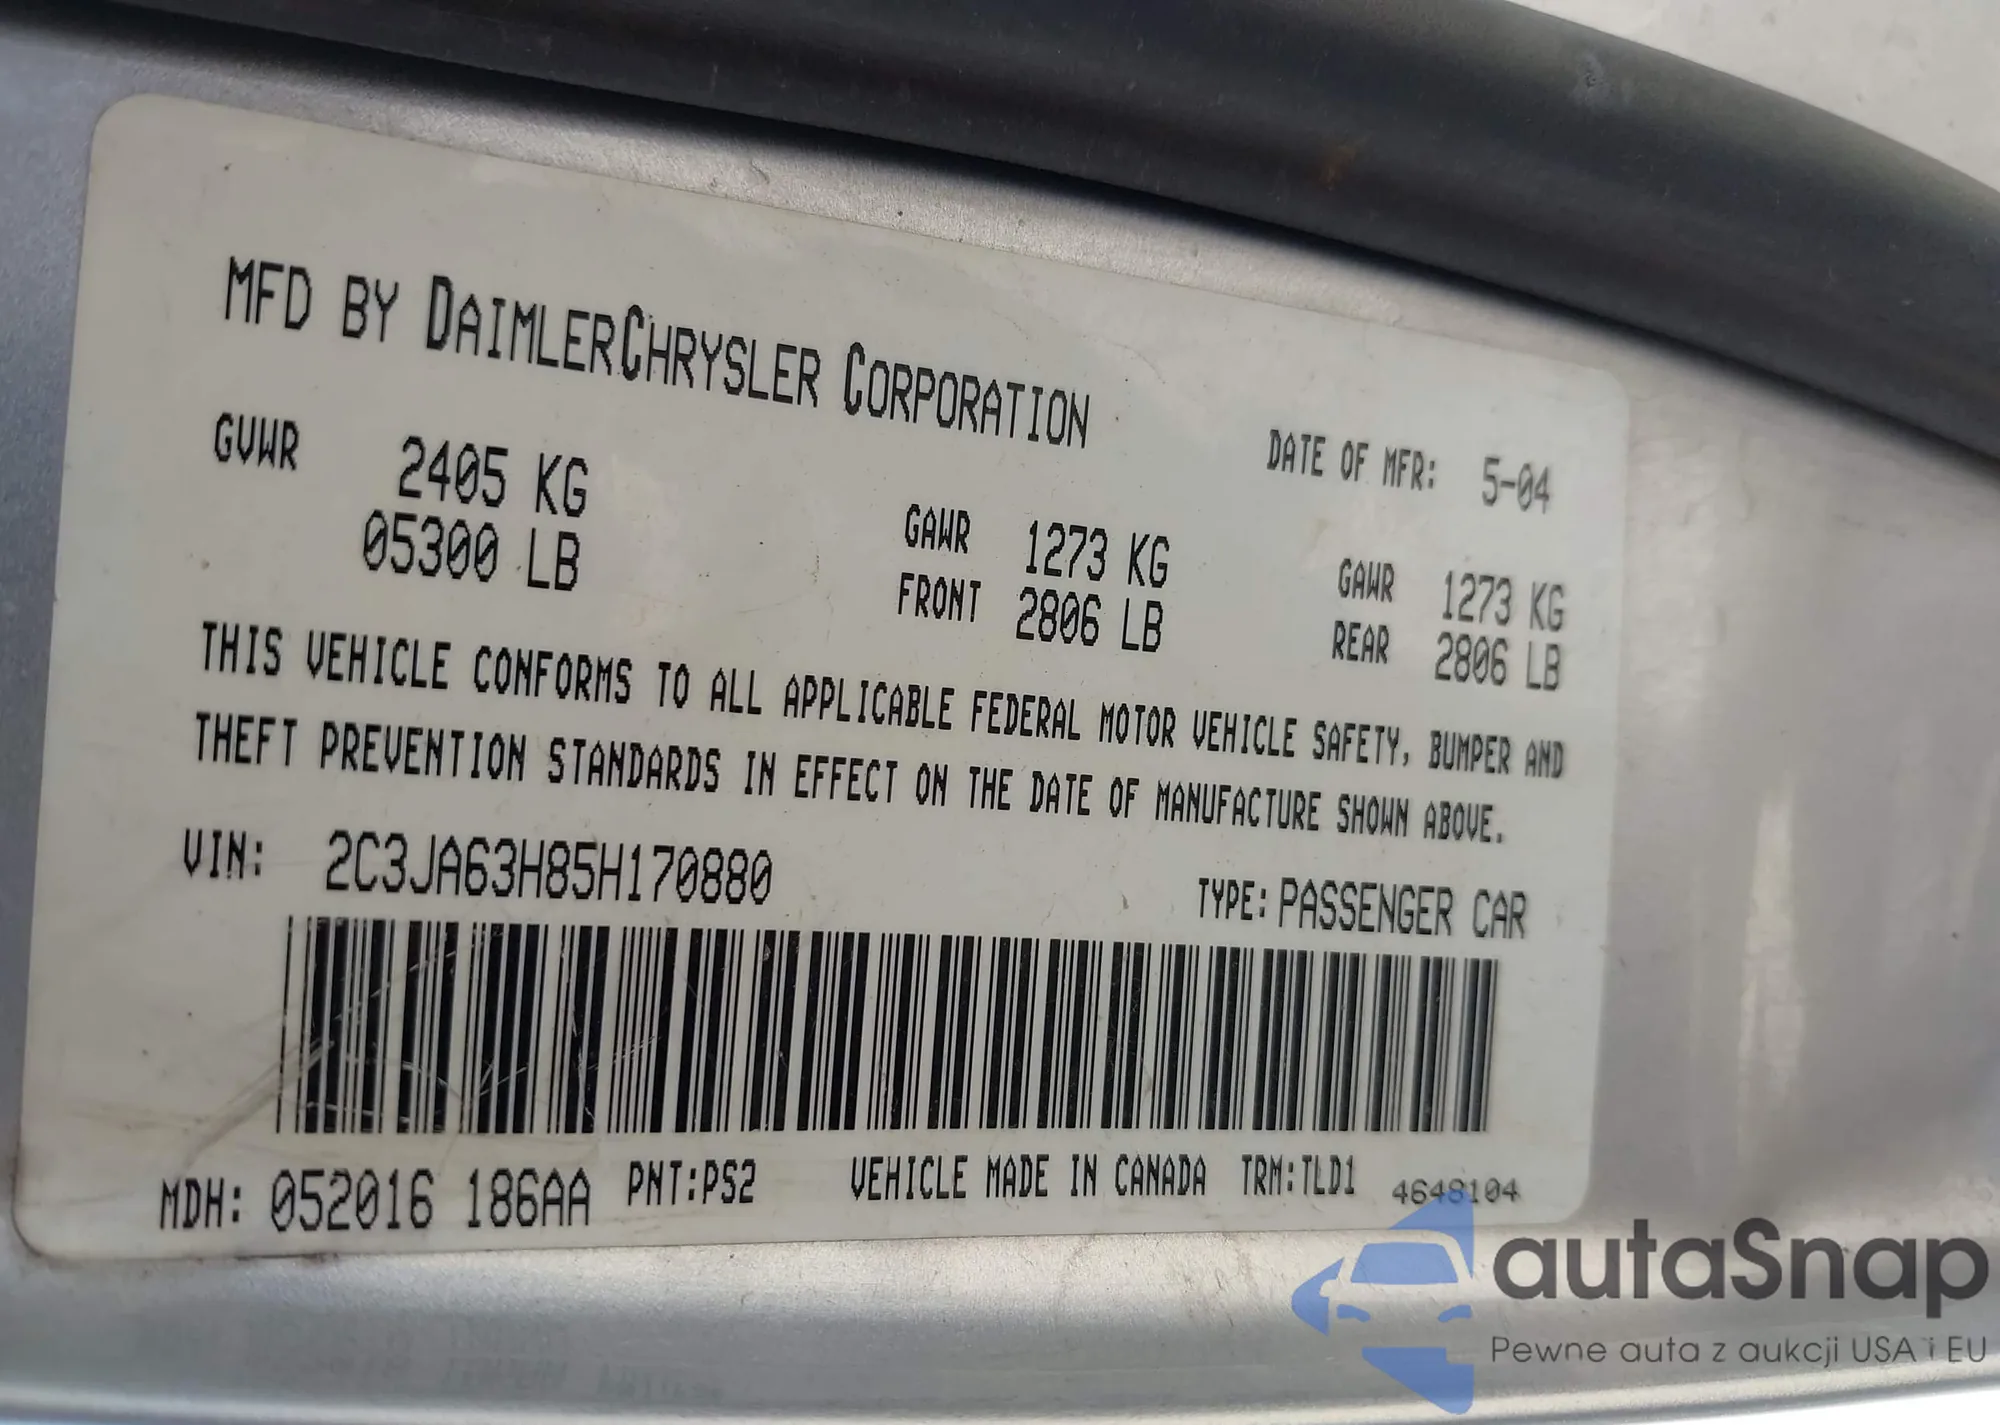 MFD BY DAIMLERCHRYSLER CORPORATION
DATE OF MFR: 5-04
GVWR 2405 KG
05300 LB
GAWR 1273 KG
FRONT 2806 LB
GAWR 1273 KG
REAR 2806 LB
THIS VEHICLE CONFORMS TO ALL APPLICABLE FEDERAL MOTOR VEHICLE SAFETY, BUMPER AND
THEFT PREVENTION STANDARDS IN EFFECT ON THE DATE OF MANUFACTURE SHOWN ABOVE.
VIN: 2C3JA63H85H170880
TYPE: PASSENGER CAR
MDH: 052016 186AA PNT:PS2 VEHICLE MADE IN CANADA TRM:TLD1 4648104
autaSnap
Pewne auta z aukcji USA i EU